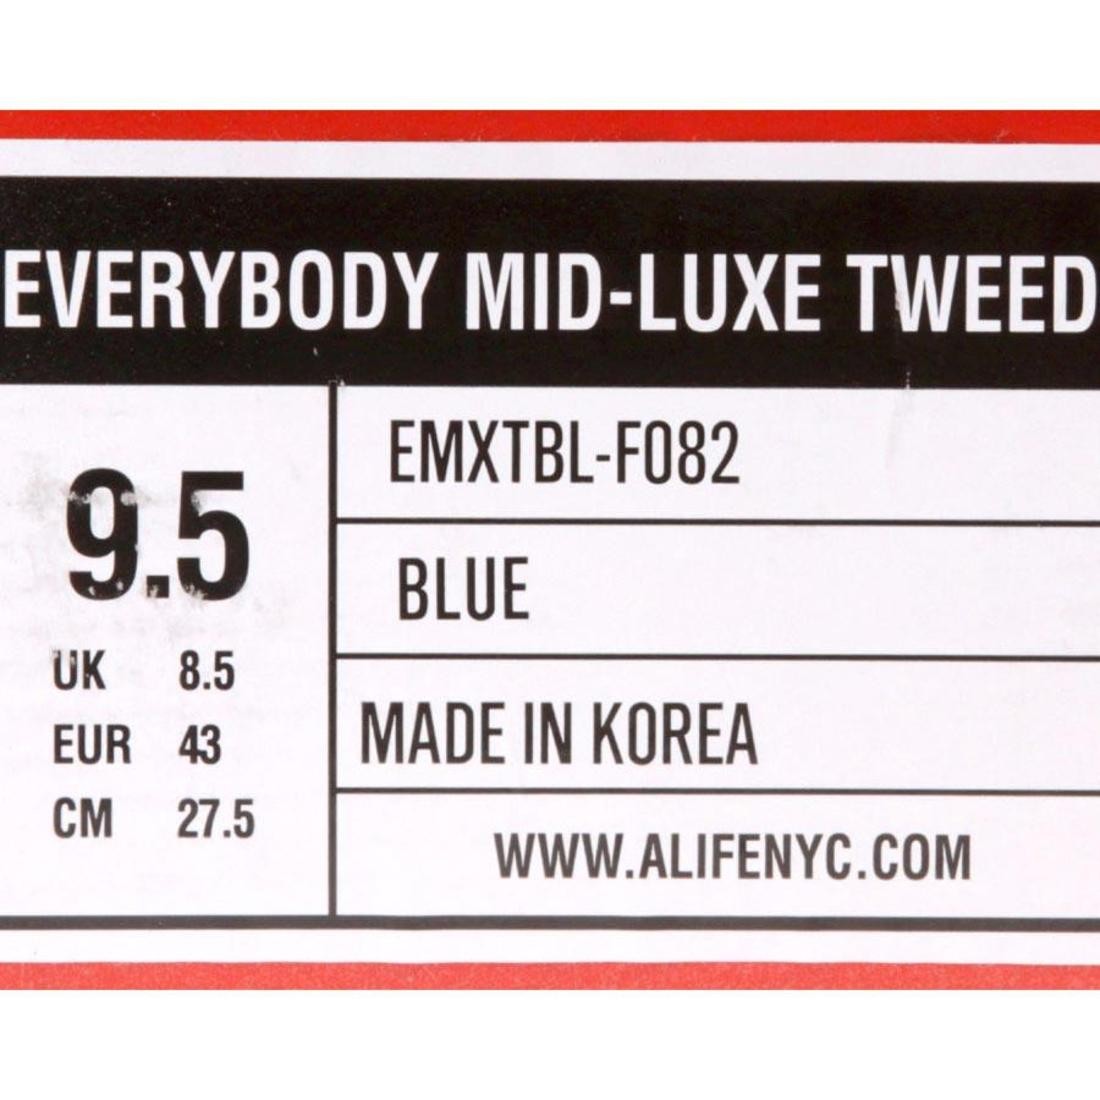 EVERYBODY MID-LUXE TWEED
9.5
UK 8.5
EUR 43
CM 27.5
EMXTBL-F082
BLUE
MADE IN KOREA
WWW.ALIFENYC.COM